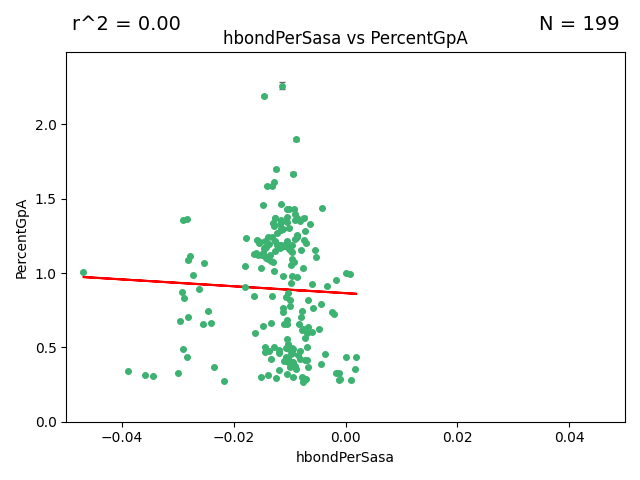 r^2 = 0.00
N = 199
hbondPerSasa vs PercentGpA
PercentGpA
2.0
1.5
1.0
0.5
0.0
−0.04 −0.02 0.00 0.02 0.04
hbondPerSasa